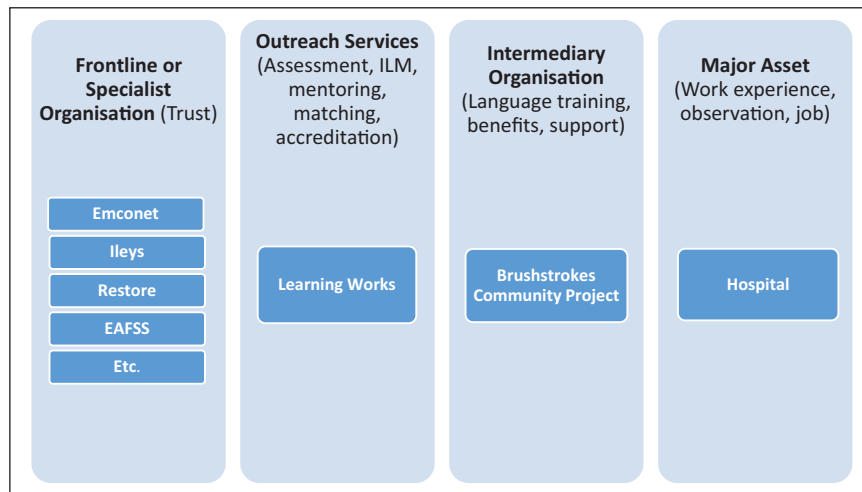 Frontline or
Specialist
Organisation (Trust)
Emconet
Ileys
Restore
EAFSS
Etc.
Outreach Services
(Assessment, ILM,
mentoring,
matching,
accreditation)
Learning Works
Intermediary
Organisation
(Language training,
benefits, support)
Brushstrokes
Community Project
Major Asset
(Work experience,
observation, job)
Hospital